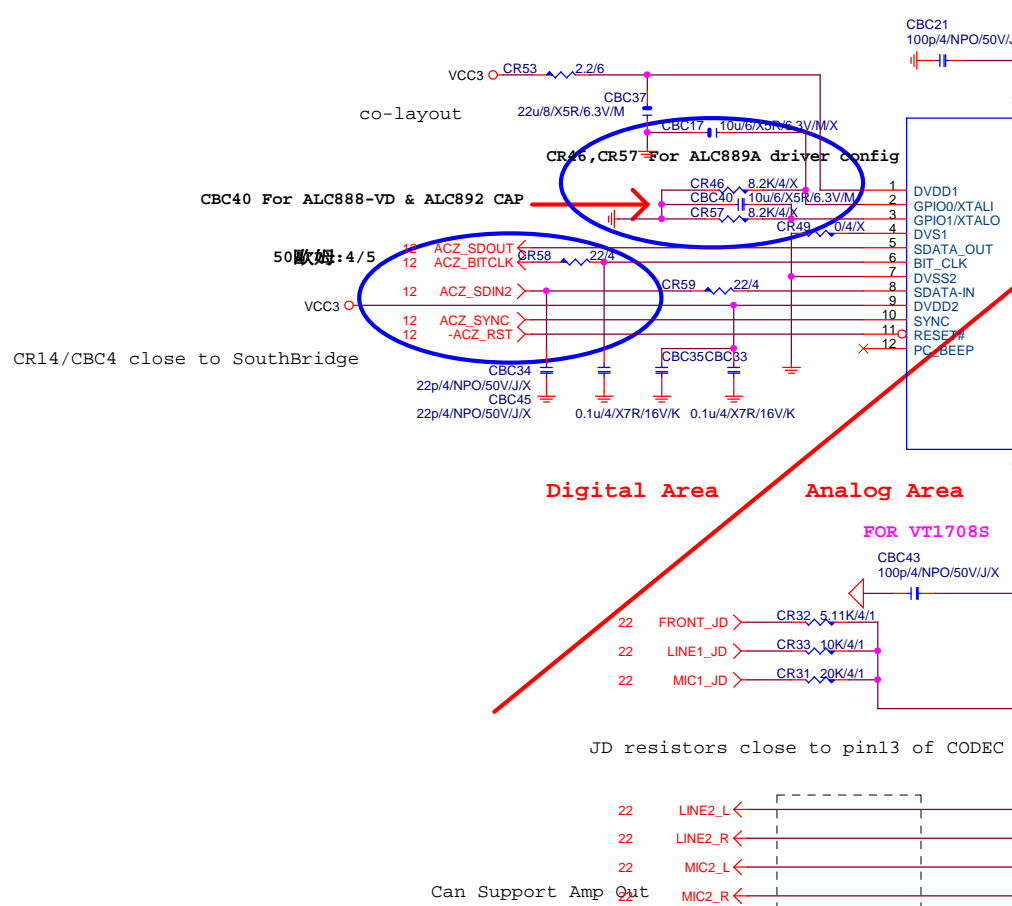 CBC21
100p/4/NPO/50V/J
VCC3 CR53 2.2/6
CBC37
22u/8/X5R/6.3V/M
co-layout
CBC17 10u/6/X5R/6.3V/M/X
CR46,CR57 For ALC889A driver config
CR46 8.2K/4/X
CBC40 For ALC888-VD & ALC892 CAP
CBC40 10u/6/X5R/6.3V/M
CR57 8.2K/4/X
CR49 0/4/X
1 DVDD1
2 GPIO0/XTALI
3 GPIO1/XTALO
4 DVS1
5 SDATA_OUT
6 BIT_CLK
7 DVSS2
8 SDATA-IN
9 DVDD2
10 SYNC
11 RESET#
12 PC_BEEP
50歐姆:4/5
12 ACZ_SDOUT
12 ACZ_BITCLK CR58 22/4
12 ACZ_SDIN2 CR59 22/4
VCC3
12 ACZ_SYNC
12 -ACZ_RST
CR14/CBC4 close to SouthBridge
CBC34
22p/4/NPO/50V/J/X
CBC45
22p/4/NPO/50V/J/X
CBC35 CBC33
0.1u/4/X7R/16V/K 0.1u/4/X7R/16V/K
Digital Area Analog Area
FOR VT1708S
CBC43
100p/4/NPO/50V/J/X
22 FRONT_JD CR32 5.11K/4/1
22 LINE1_JD CR33 10K/4/1
22 MIC1_JD CR31 20K/4/1
JD resistors close to pin13 of CODEC
22 LINE2_L
22 LINE2_R
22 MIC2_L
Can Support Amp Out
22 MIC2_R